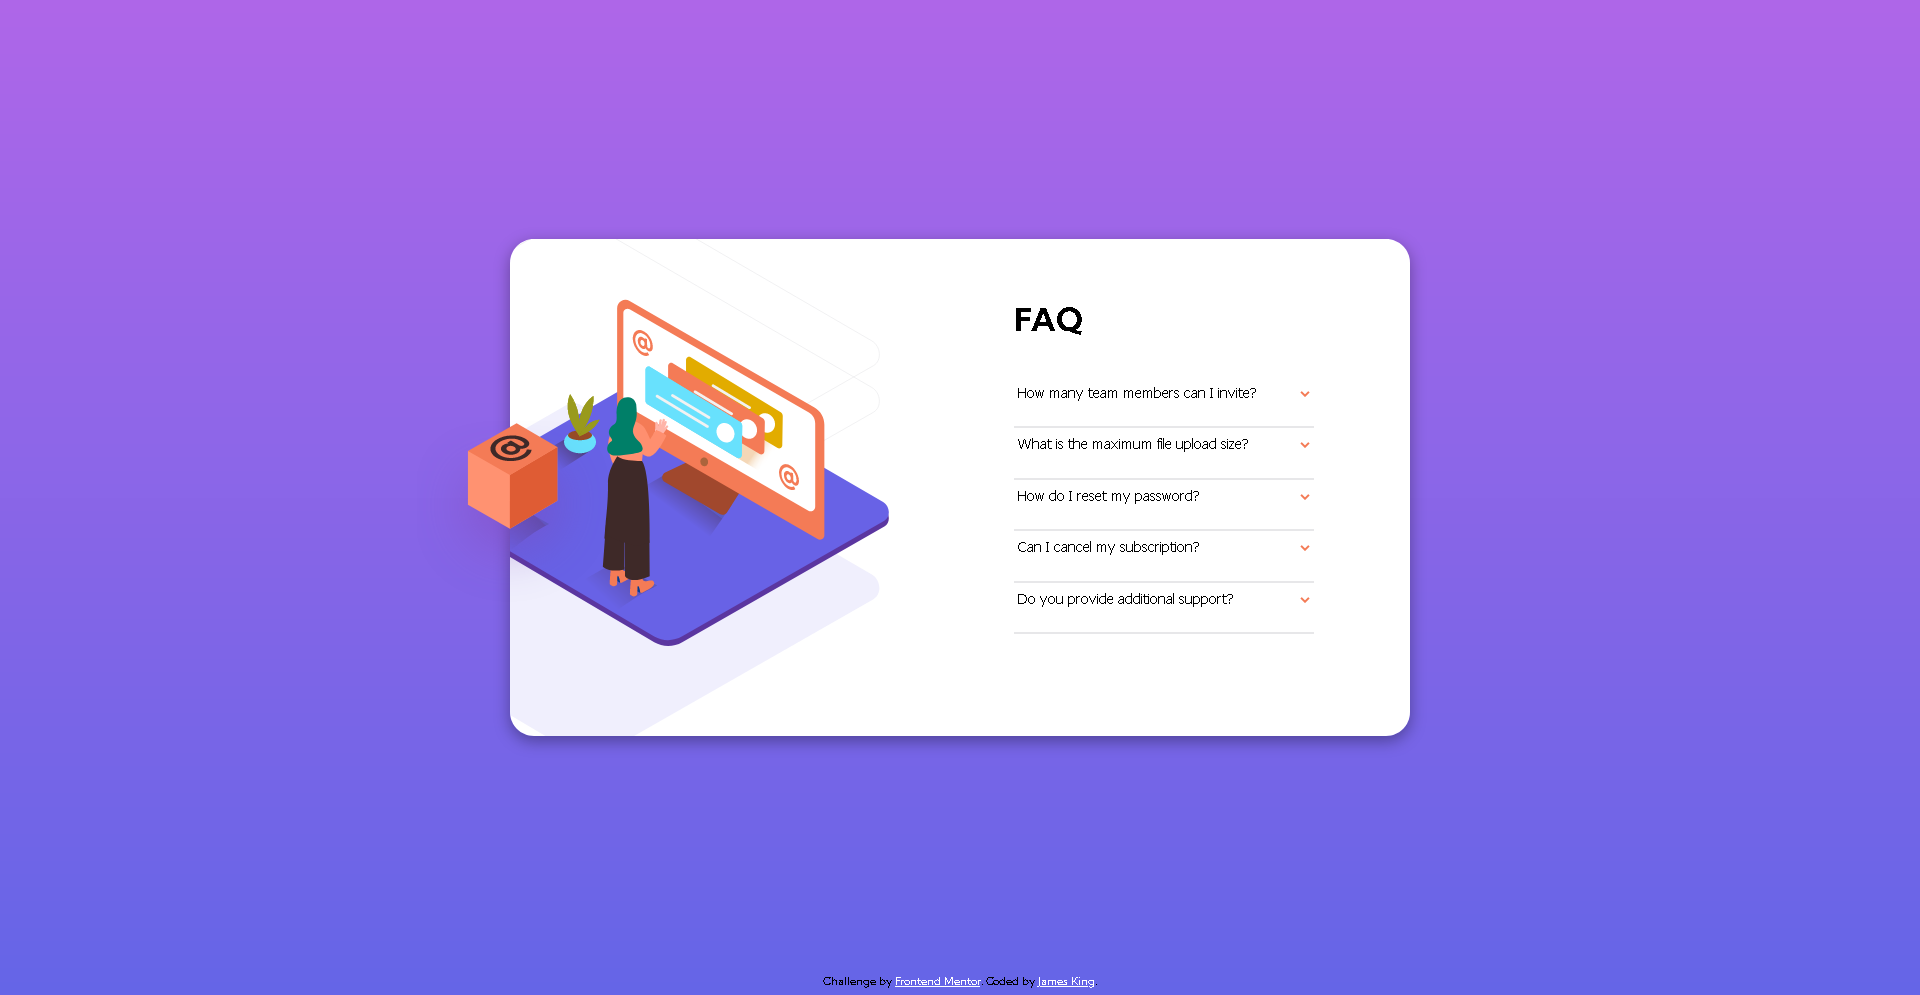 FAQ
How many team members can I invite?
What is the maximum file upload size?
How do I reset my password?
Can I cancel my subscription?
Do you provide additional support?
@
@
@
Challenge by Frontend Mentor. Coded by James King.